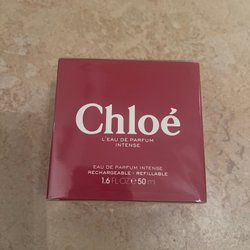 Chloé
L'EAU DE PARFUM
INTENSE
EAU DE PARFUM INTENSE
RECHARGEABLE - REFILLABLE
1.6 FL.OZ ℮ 50 ml